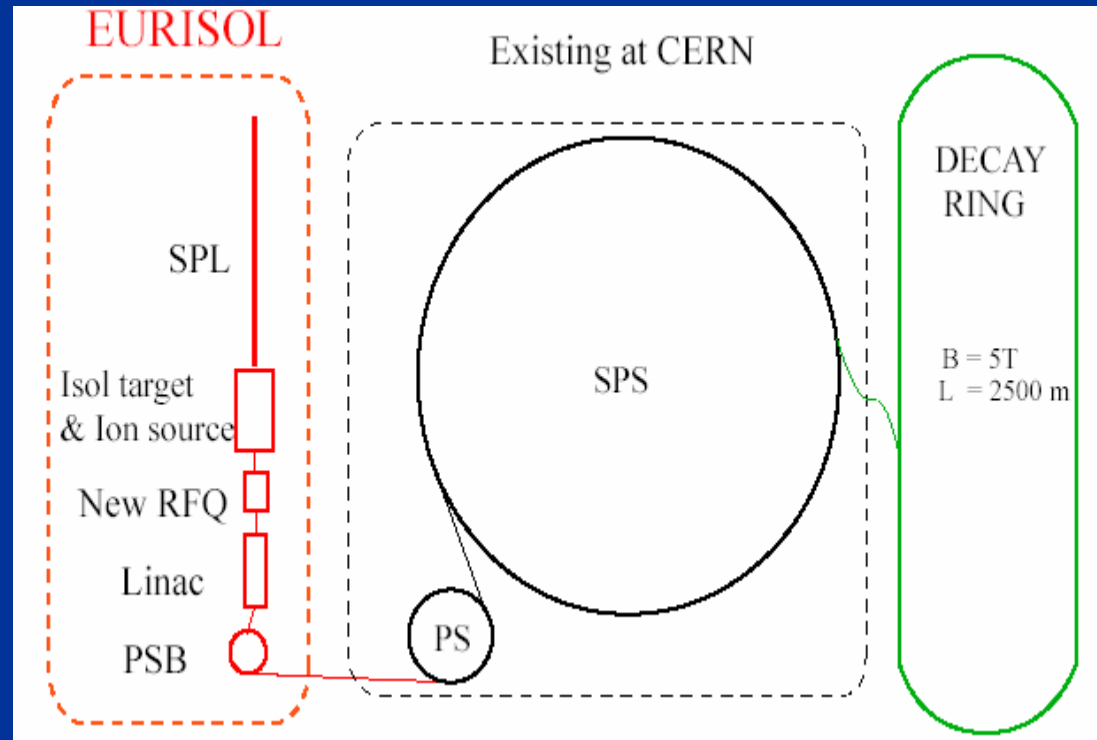 EURISOL
Existing at CERN
SPL
Isol target
& Ion source
New RFQ
Linac
PSB
PS
SPS
DECAY
RING
B = 5T
L = 2500 m